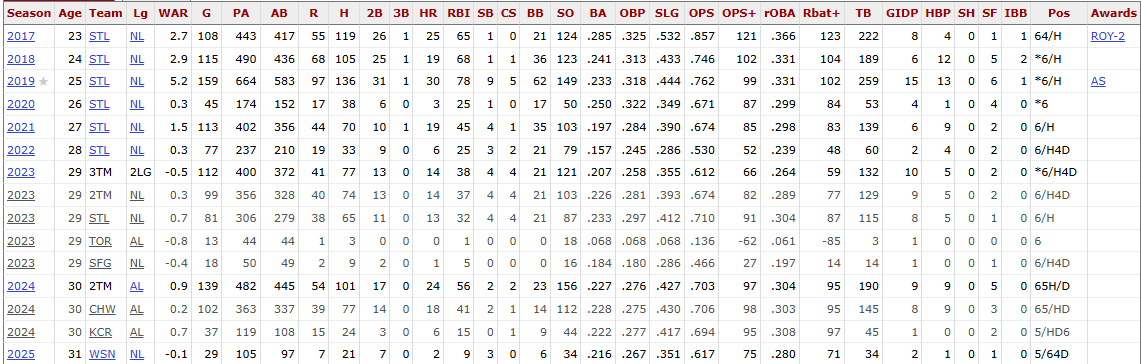 Season Age Team Lg WAR G PA AB R H 2B 3B HR RBI SB CS BB SO BA OBP SLG OPS OPS+ rOBA Rbat+ TB GIDP HBP SH SF IBB Pos Awards
2017 23 STL NL 2.7 108 443 417 55 119 26 1 25 65 1 0 21 124 .285 .325 .532 .857 121 .366 123 222 8 4 0 1 1 64/H ROY-2
2018 24 STL NL 2.9 115 490 436 68 105 25 1 19 68 1 1 36 123 .241 .313 .433 .746 102 .331 104 189 6 12 0 5 2 *6/H
2019 25 STL NL 5.2 159 664 583 97 136 31 1 30 78 9 5 62 149 .233 .318 .444 .762 99 .331 102 259 15 13 0 6 1 *6/H AS
2020 26 STL NL 0.3 45 174 152 17 38 6 0 3 25 1 0 17 50 .250 .322 .349 .671 87 .299 84 53 4 1 0 4 0 *6
2021 27 STL NL 1.5 113 402 356 44 70 10 1 19 45 4 1 35 103 .197 .284 .390 .674 85 .298 83 139 6 9 0 2 0 6/H
2022 28 STL NL 0.3 77 237 210 19 33 9 0 6 25 3 2 21 79 .157 .245 .286 .530 52 .239 48 60 2 4 0 2 0 6/H4D
2023 29 3TM 2LG -0.5 112 400 372 41 77 13 0 14 38 4 4 21 121 .207 .258 .355 .612 66 .264 59 132 10 5 0 2 0 *6/H4D
2023 29 2TM NL 0.3 99 356 328 40 74 13 0 14 37 4 4 21 103 .226 .281 .393 .674 82 .289 77 129 9 5 0 2 0 6/H4D
2023 29 STL NL 0.7 81 306 279 38 65 11 0 13 32 4 4 21 87 .233 .297 .412 .710 91 .304 87 115 8 5 0 1 0 6/H
2023 29 TOR AL -0.8 13 44 44 1 3 0 0 0 1 0 0 0 18 .068 .068 .068 .136 -62 .061 -85 3 1 0 0 0 0 6
2023 29 SFG NL -0.4 18 50 49 2 9 2 0 1 5 0 0 0 16 .184 .180 .286 .466 27 .197 14 14 1 0 0 1 0 6/H4D
2024 30 2TM AL 0.9 139 482 445 54 101 17 0 24 56 2 2 23 156 .227 .276 .427 .703 97 .304 95 190 9 9 0 5 0 65H/D
2024 30 CHW AL 0.2 102 363 337 39 77 14 0 18 41 2 1 14 112 .228 .275 .430 .706 98 .303 95 145 8 9 0 3 0 65/HD
2024 30 KCR AL 0.7 37 119 108 15 24 3 0 6 15 0 1 9 44 .222 .277 .417 .694 95 .308 97 45 1 0 0 2 0 5/HD6
2025 31 WSN NL -0.1 29 105 97 7 21 7 0 2 9 3 0 6 34 .216 .267 .351 .617 75 .280 71 34 2 1 0 1 0 5/64D